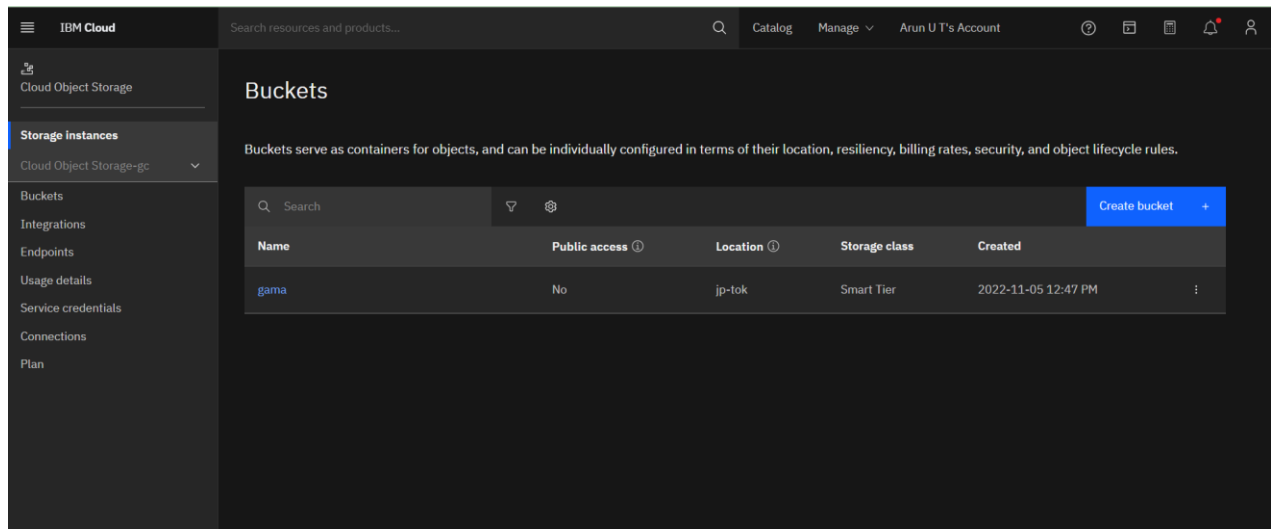 IBM Cloud
Search resources and products...
Catalog
Manage
Arun U T's Account
Cloud Object Storage
Storage instances
Cloud Object Storage-gc
Buckets
Integrations
Endpoints
Usage details
Service credentials
Connections
Plan
Buckets
Buckets serve as containers for objects, and can be individually configured in terms of their location, resiliency, billing rates, security, and object lifecycle rules.
Search
Create bucket +
Name Public access Location Storage class Created
gama No jp-tok Smart Tier 2022-11-05 12:47 PM